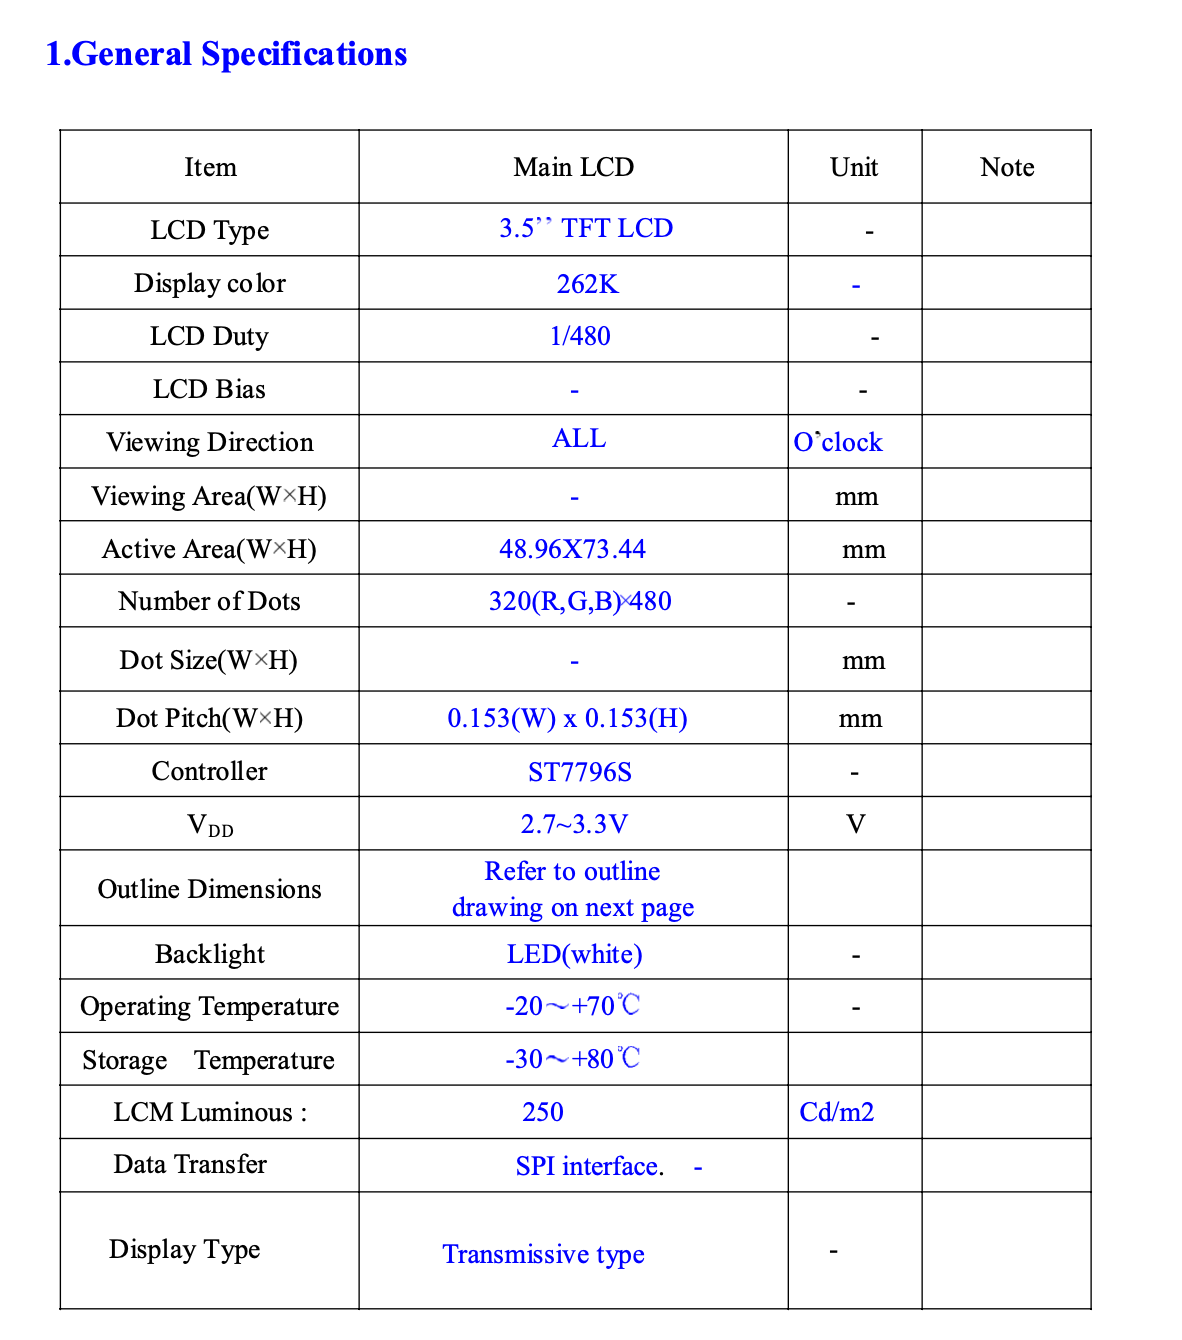 1.General Specifications
Item Main LCD Unit Note
LCD Type 3.5’’ TFT LCD -
Display color 262K -
LCD Duty 1/480 -
LCD Bias - -
Viewing Direction ALL O’clock
Viewing Area(W×H) - mm
Active Area(W×H) 48.96X73.44 mm
Number of Dots 320(R,G,B)×480 -
Dot Size(W×H) - mm
Dot Pitch(W×H) 0.153(W) x 0.153(H) mm
Controller ST7796S -
VDD 2.7~3.3V V
Outline Dimensions Refer to outline
drawing on next page
Backlight LED(white) -
Operating Temperature -20～+70℃ -
Storage Temperature -30～+80℃
LCM Luminous : 250 Cd/m2
Data Transfer SPI interface. -
Display Type Transmissive type -